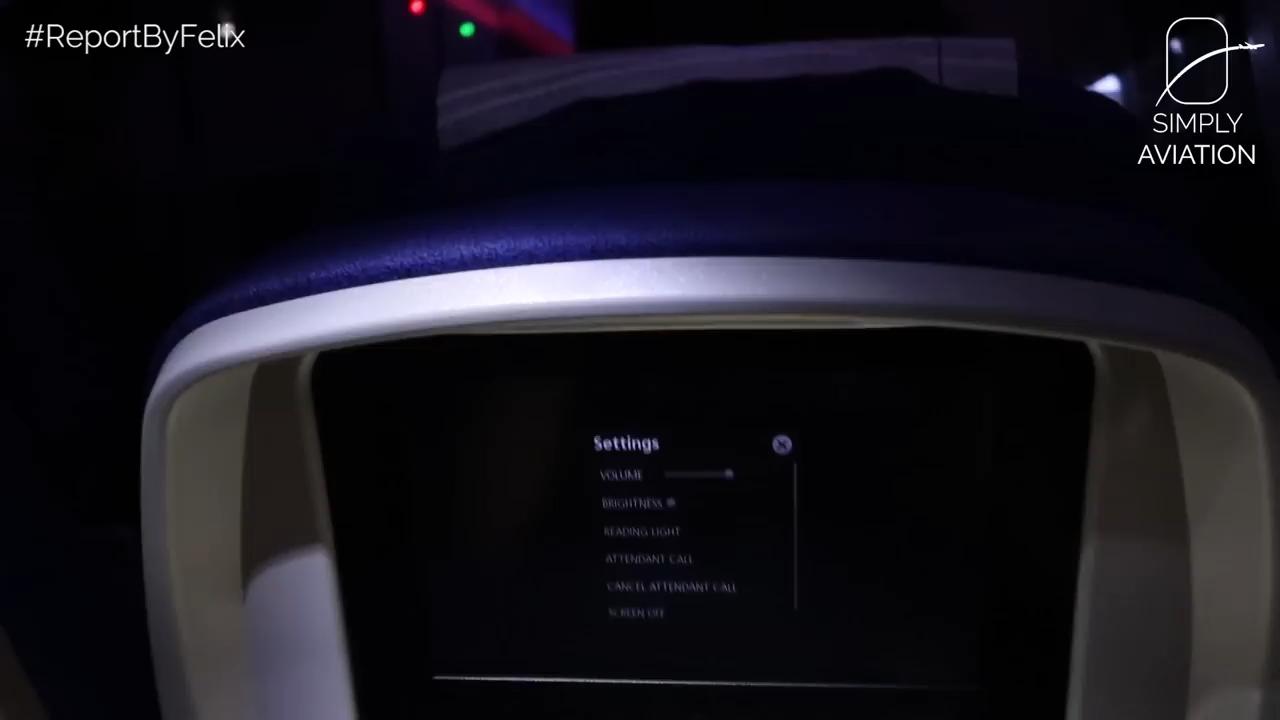 #ReportByFelix
SIMPLY
AVIATION
Settings
VOLUME
BRIGHTNESS
READING LIGHT
ATTENDANT CALL
CANCEL ATTENDANT CALL
SCREEN OFF